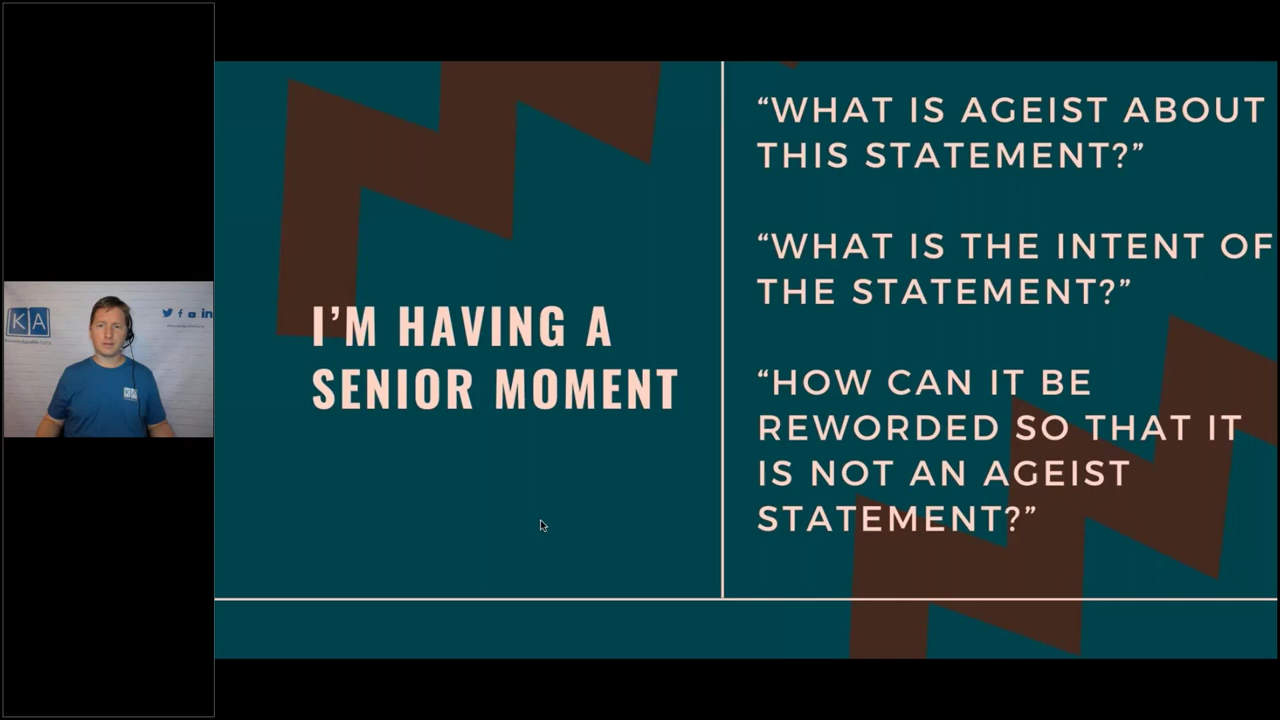 KA
I’M HAVING A
SENIOR MOMENT
“WHAT IS AGEIST ABOUT
THIS STATEMENT?”
“WHAT IS THE INTENT OF
THE STATEMENT?”
“HOW CAN IT BE
REWORDED SO THAT IT
IS NOT AN AGEIST
STATEMENT?”